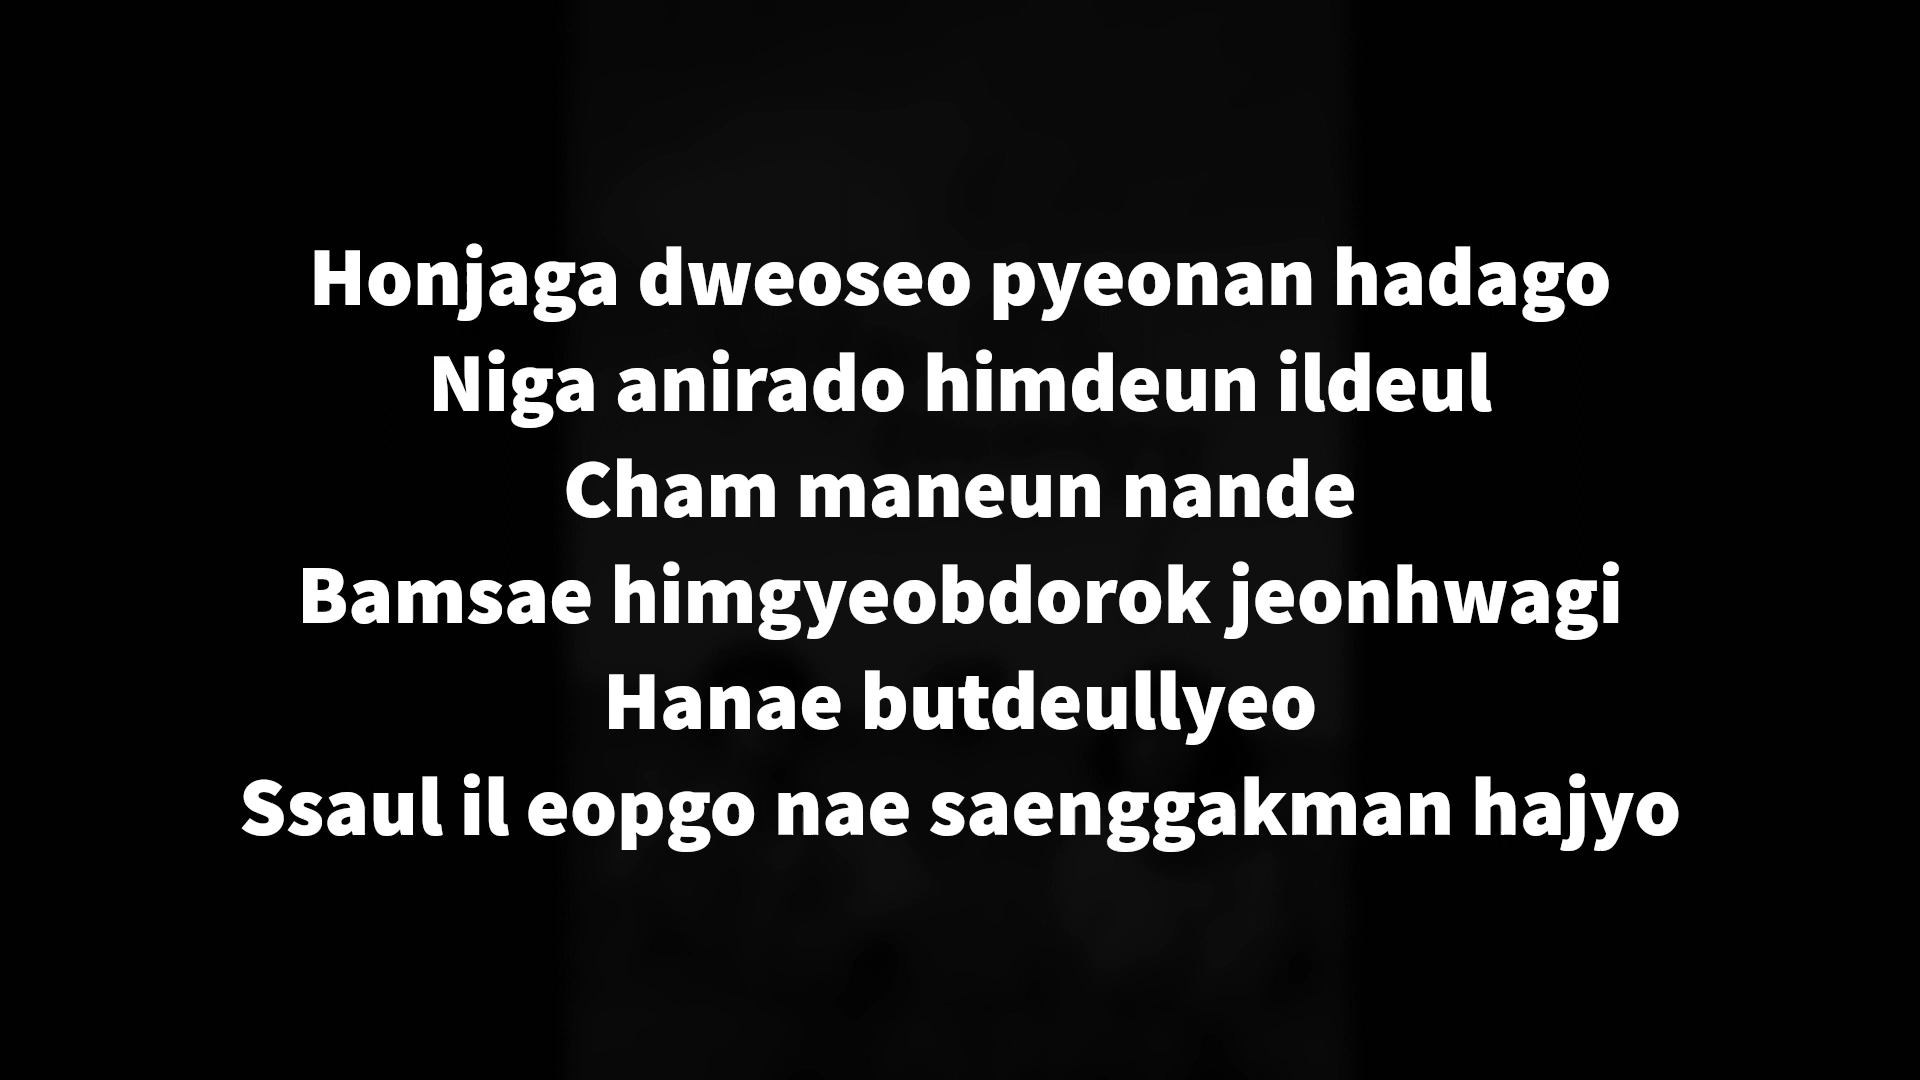 Honjaga dweoseo pyeonan hadago
Niga anirado himdeun ildeul
Cham maneun nande
Bamsae himgyeobdorok jeonhwagi
Hanae butdeullyeo
Ssaul il eopgo nae saenggakman hajyo